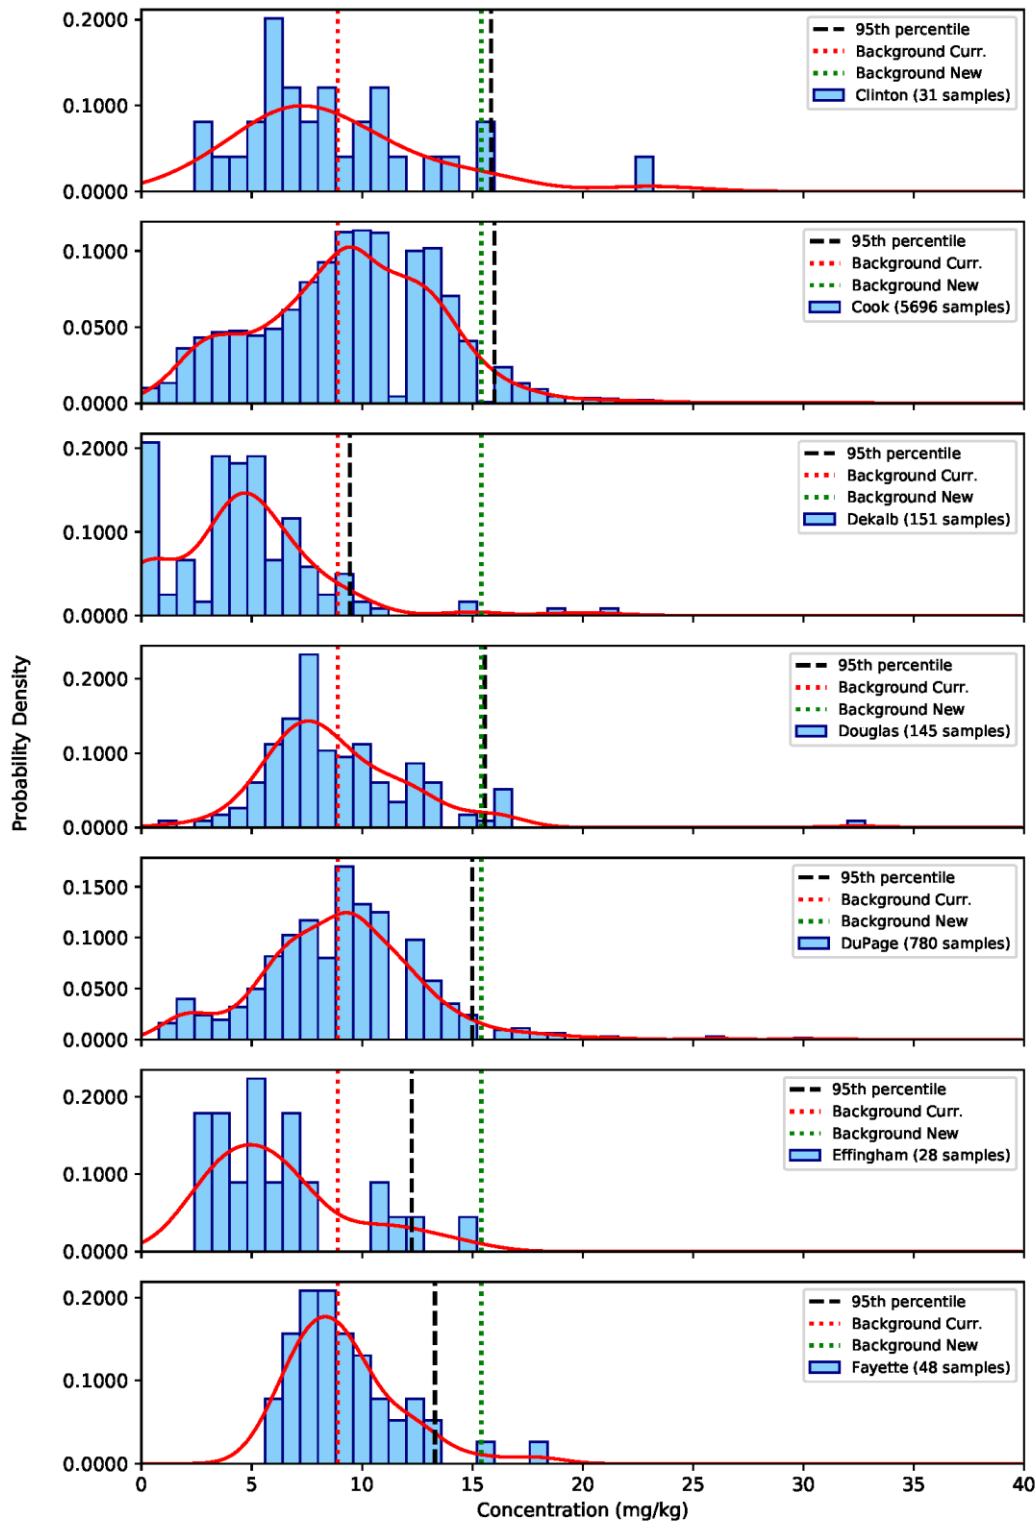 0.2000
0.1000
0.0000
95th percentile
Background Curr.
Background New
Clinton (31 samples)
0.1000
0.0500
0.0000
95th percentile
Background Curr.
Background New
Cook (5696 samples)
0.2000
0.1000
0.0000
95th percentile
Background Curr.
Background New
Dekalb (151 samples)
Probability Density
0.2000
0.1000
0.0000
95th percentile
Background Curr.
Background New
Douglas (145 samples)
0.1500
0.1000
0.0500
0.0000
95th percentile
Background Curr.
Background New
DuPage (780 samples)
0.2000
0.1000
0.0000
95th percentile
Background Curr.
Background New
Effingham (28 samples)
0.2000
0.1000
0.0000
95th percentile
Background Curr.
Background New
Fayette (48 samples)
0 5 10 15 20 25 30 35 40
Concentration (mg/kg)